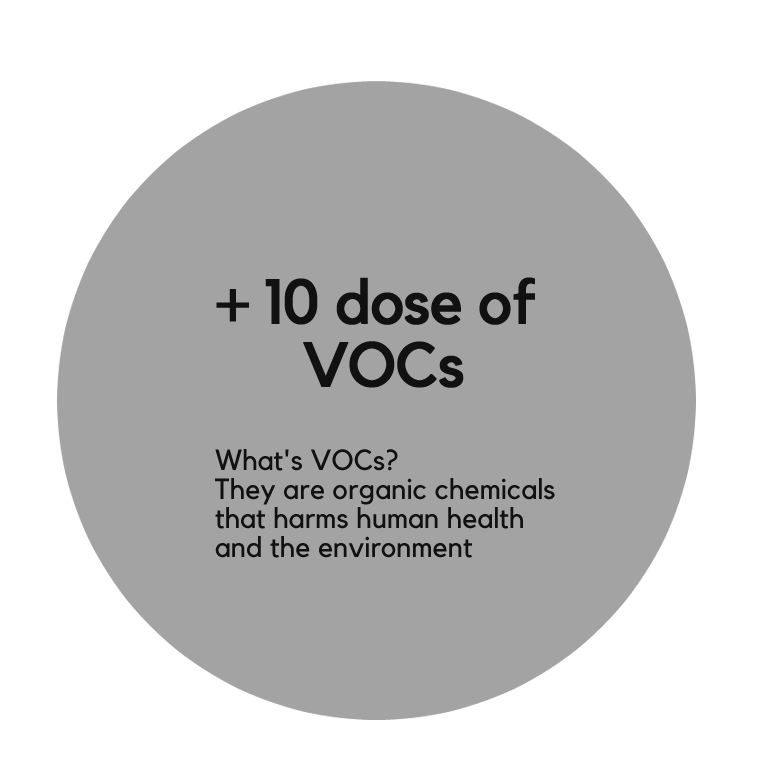 + 10 dose of
VOCs
What's VOCs?
They are organic chemicals
that harms human health
and the environment